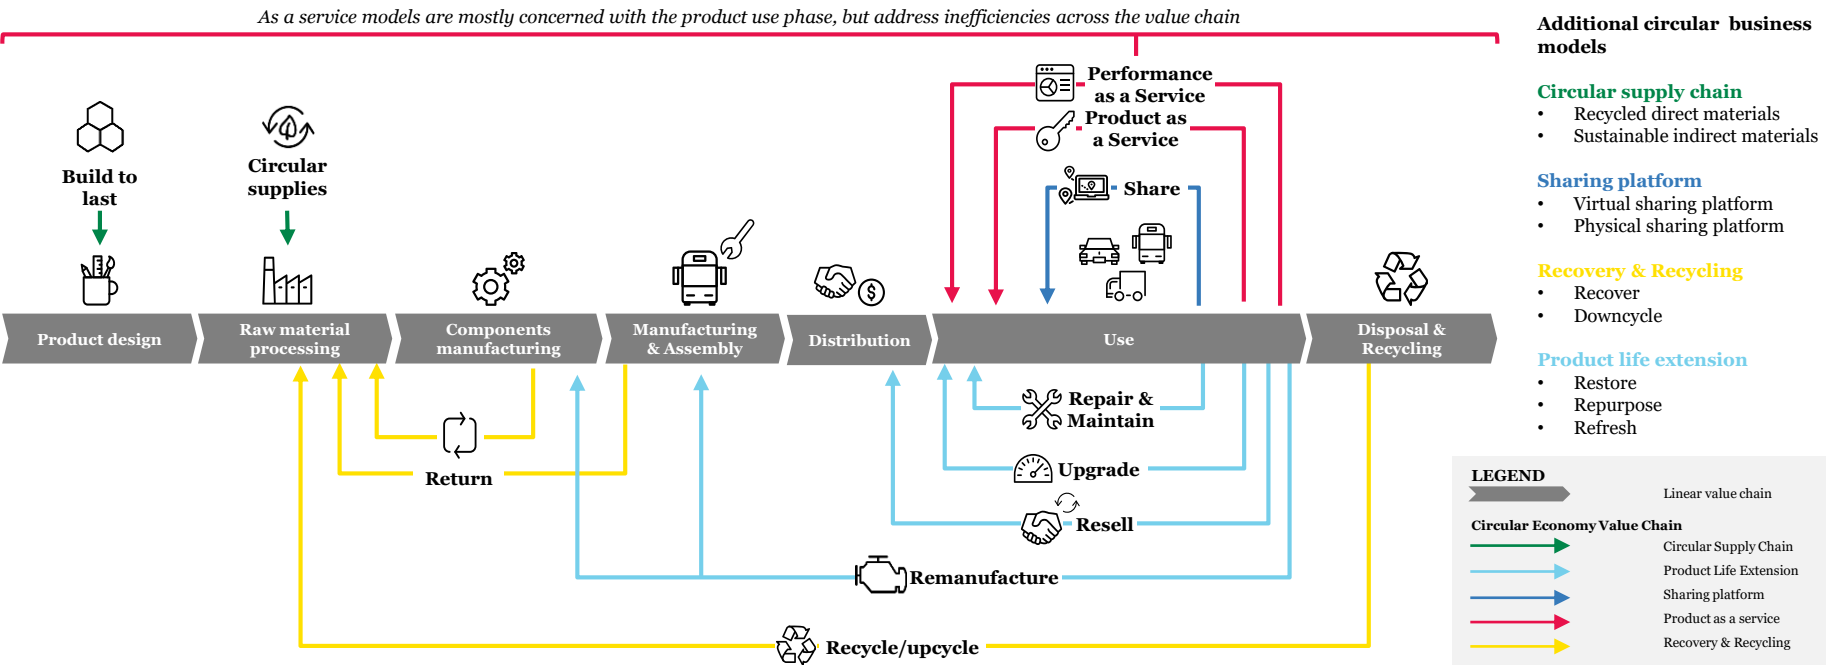 As a service models are mostly concerned with the product use phase, but address inefficiencies across the value chain
Build to
last
Circular
supplies
Performance
as a Service
Product as
a Service
Share
Product design
Raw material
processing
Components
manufacturing
Manufacturing
& Assembly
Distribution
Use
Disposal &
Recycling
Return
Repair &
Maintain
Upgrade
Resell
Remanufacture
Recycle/upcycle
Additional circular business
models
Circular supply chain
• Recycled direct materials
• Sustainable indirect materials
Sharing platform
• Virtual sharing platform
• Physical sharing platform
Recovery & Recycling
• Recover
• Downcycle
Product life extension
• Restore
• Repurpose
• Refresh
LEGEND
Linear value chain
Circular Economy Value Chain
Circular Supply Chain
Product Life Extension
Sharing platform
Product as a service
Recovery & Recycling